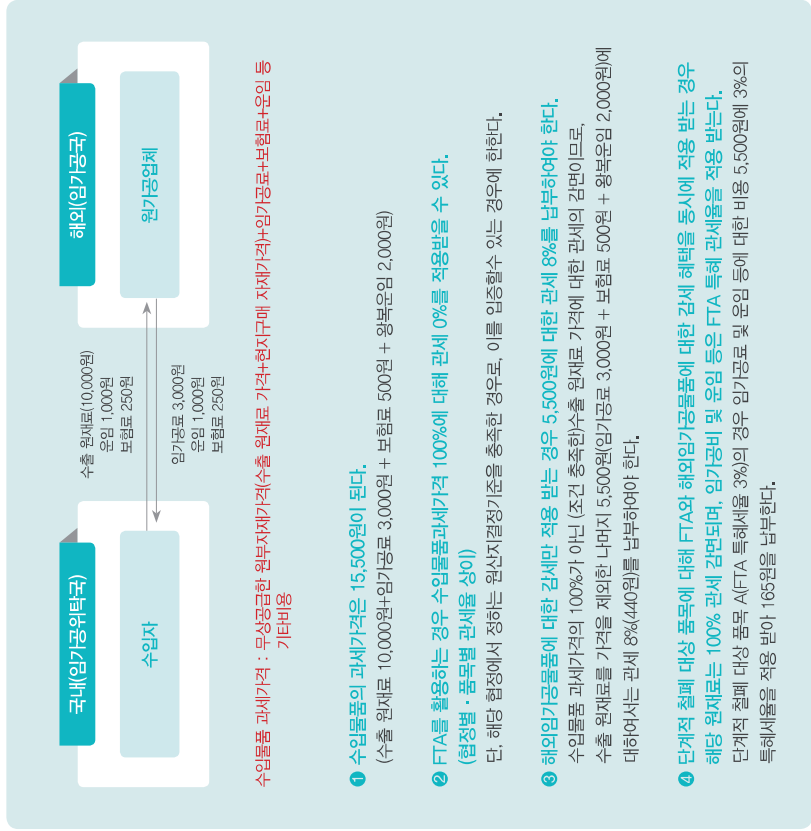 국내(임가공위탁국)
수입자
수출 원재료(10,000원)
운임 1,000원
보험료 250원
임가공료 3,000원
운임 1,000원
보험료 250원
해외(임가공국)
원가공업체
수입물품 과세가격 : 무상공급한 원부자재가격(수출 원재료 가격+현지구매 자재가격)+임가공료+보험료+운임 등
기타비용
❶ 수입물품의 과세가격은 15,500원이 된다.
(수출 원재료 10,000원+임가공료 3,000원 + 보험료 500원 + 왕복운임 2,000원)
❷ FTA를 활용하는 경우 수입물품과세가격 100%에 대해 관세 0%를 적용받을 수 있다.
(협정별·품목별 관세율 상이)
단, 해당 협정에서 정하는 원산지결정기준을 충족한 경우로, 이를 입증할수 있는 경우에 한한다.
❸ 해외임가공물품에 대한 감세만 적용 받는 경우 5,500원에 대한 관세 8%를 납부하여야 한다.
수입물품 과세가격의 100%가 아닌 (조건 충족한)수출 원재료 가격에 대한 관세의 감면이므로,
수출 원재료를 가격을 제외한 나머지 5,500원(임가공료 3,000원 + 보험료 500원 + 왕복운임 2,000원)에
대하여서는 관세 8%(440원)를 납부하여야 한다.
❹ 단계적 철폐 대상 품목에 대해 FTA와 해외임가공물품에 대한 감세 혜택을 동시에 적용 받는 경우
해당 원재료는 100% 관세 감면되며, 임가공비 및 운임 등은 FTA 특혜 관세율을 적용 받는다.
단계적 철폐 대상 품목 A(FTA 특혜세율 3%)의 경우 임가공료 및 운임 등에 대한 비용 5,500원에 3%의
특혜세율을 적용 받아 165원을 납부한다.